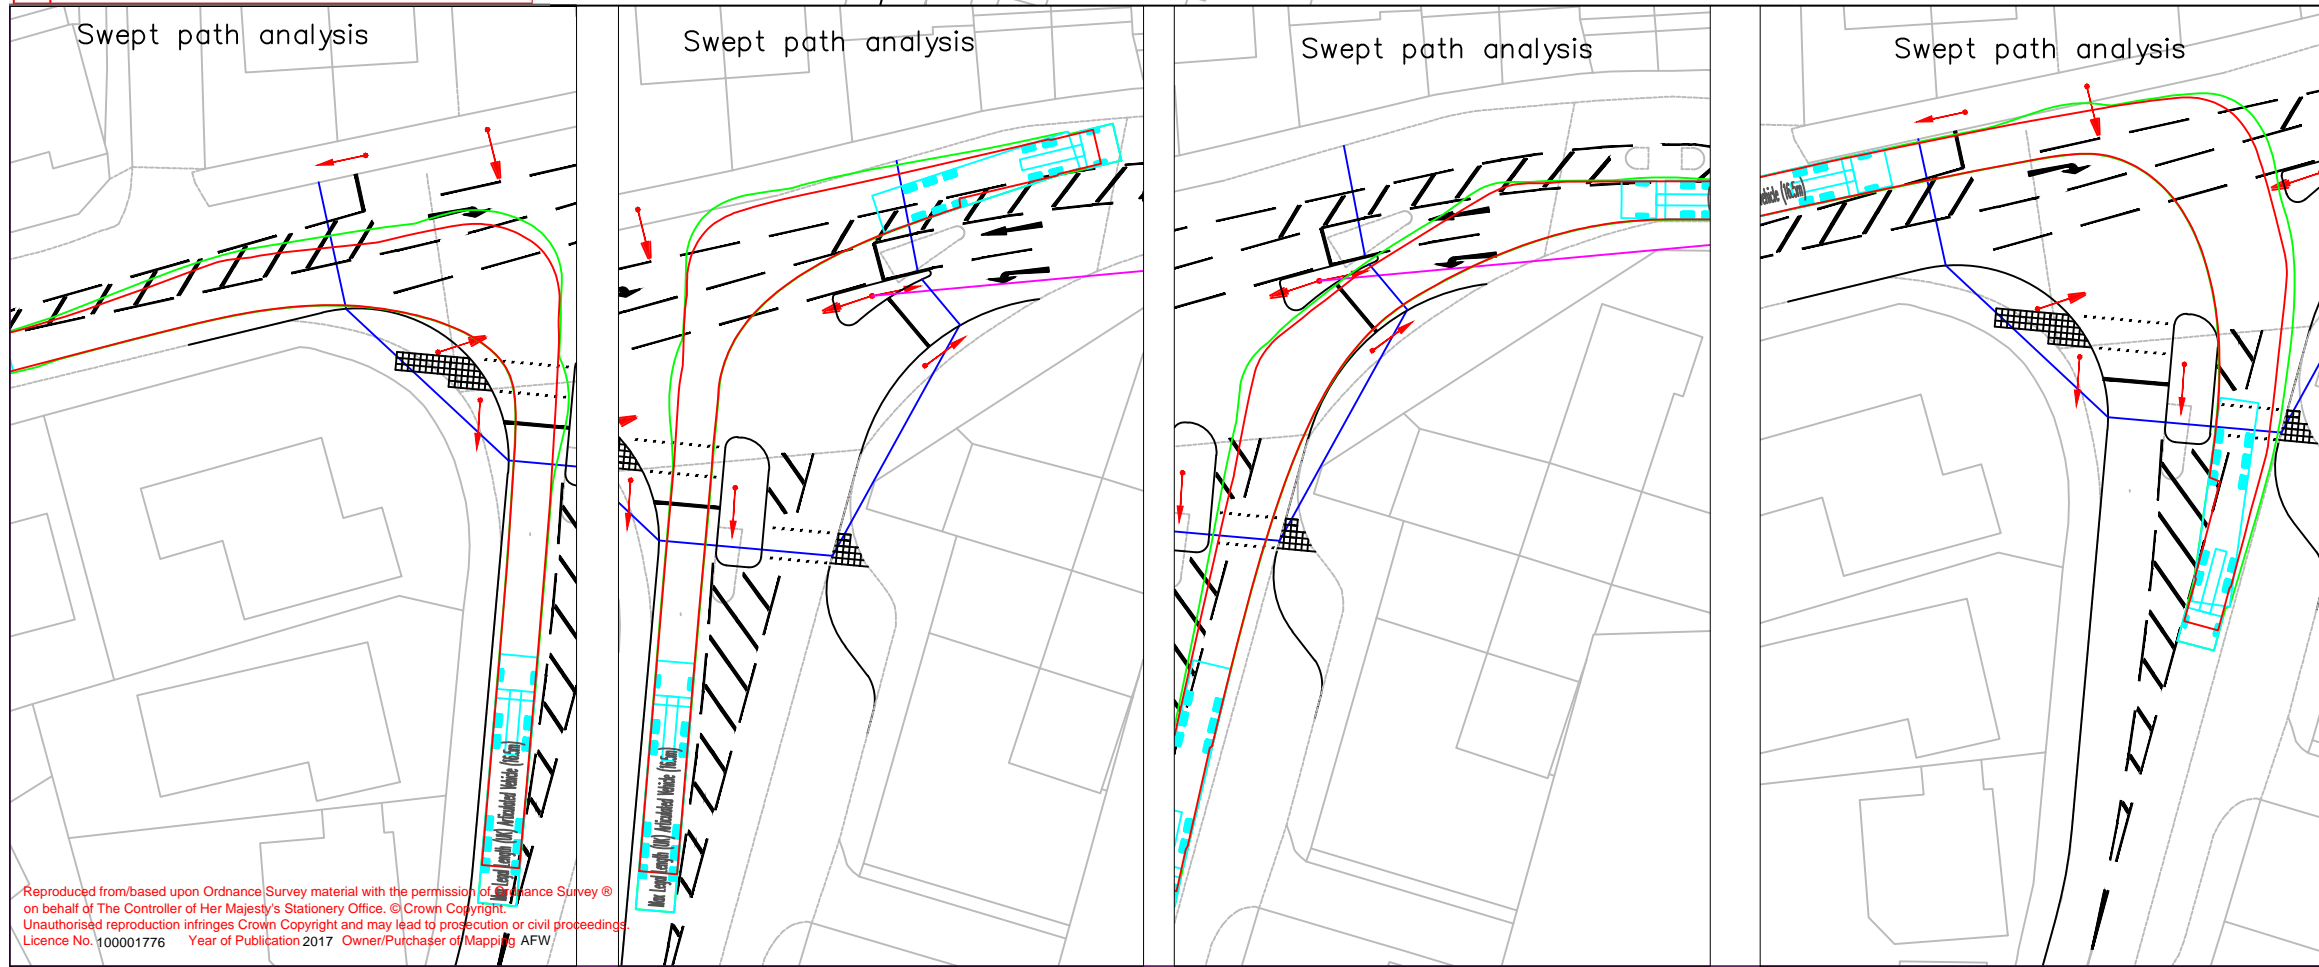 Swept path analysis
Swept path analysis
Swept path analysis
Swept path analysis
Vehicle (16.5m)
Max Legal Length (UK) Articulated Vehicle (16.5m)
Max Legal Length (UK) Articulated Vehicle (16.5m)
Reproduced from/based upon Ordnance Survey material with the permission of Ordnance Survey ®
on behalf of The Controller of Her Majesty's Stationery Office. © Crown Copyright.
Unauthorised reproduction infringes Crown Copyright and may lead to prosecution or civil proceedings.
Licence No. 100001776 Year of Publication 2017 Owner/Purchaser of Mapping AFW